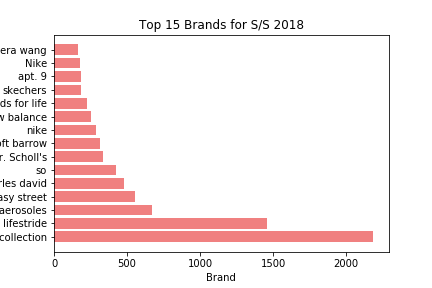 Top 15 Brands for S/S 2018
era wang
Nike
apt. 9
skechers
ds for life
w balance
nike
oft barrow
r. Scholl's
so
rles david
asy street
aerosoles
lifestride
collection
0 500 1000 1500 2000
Brand